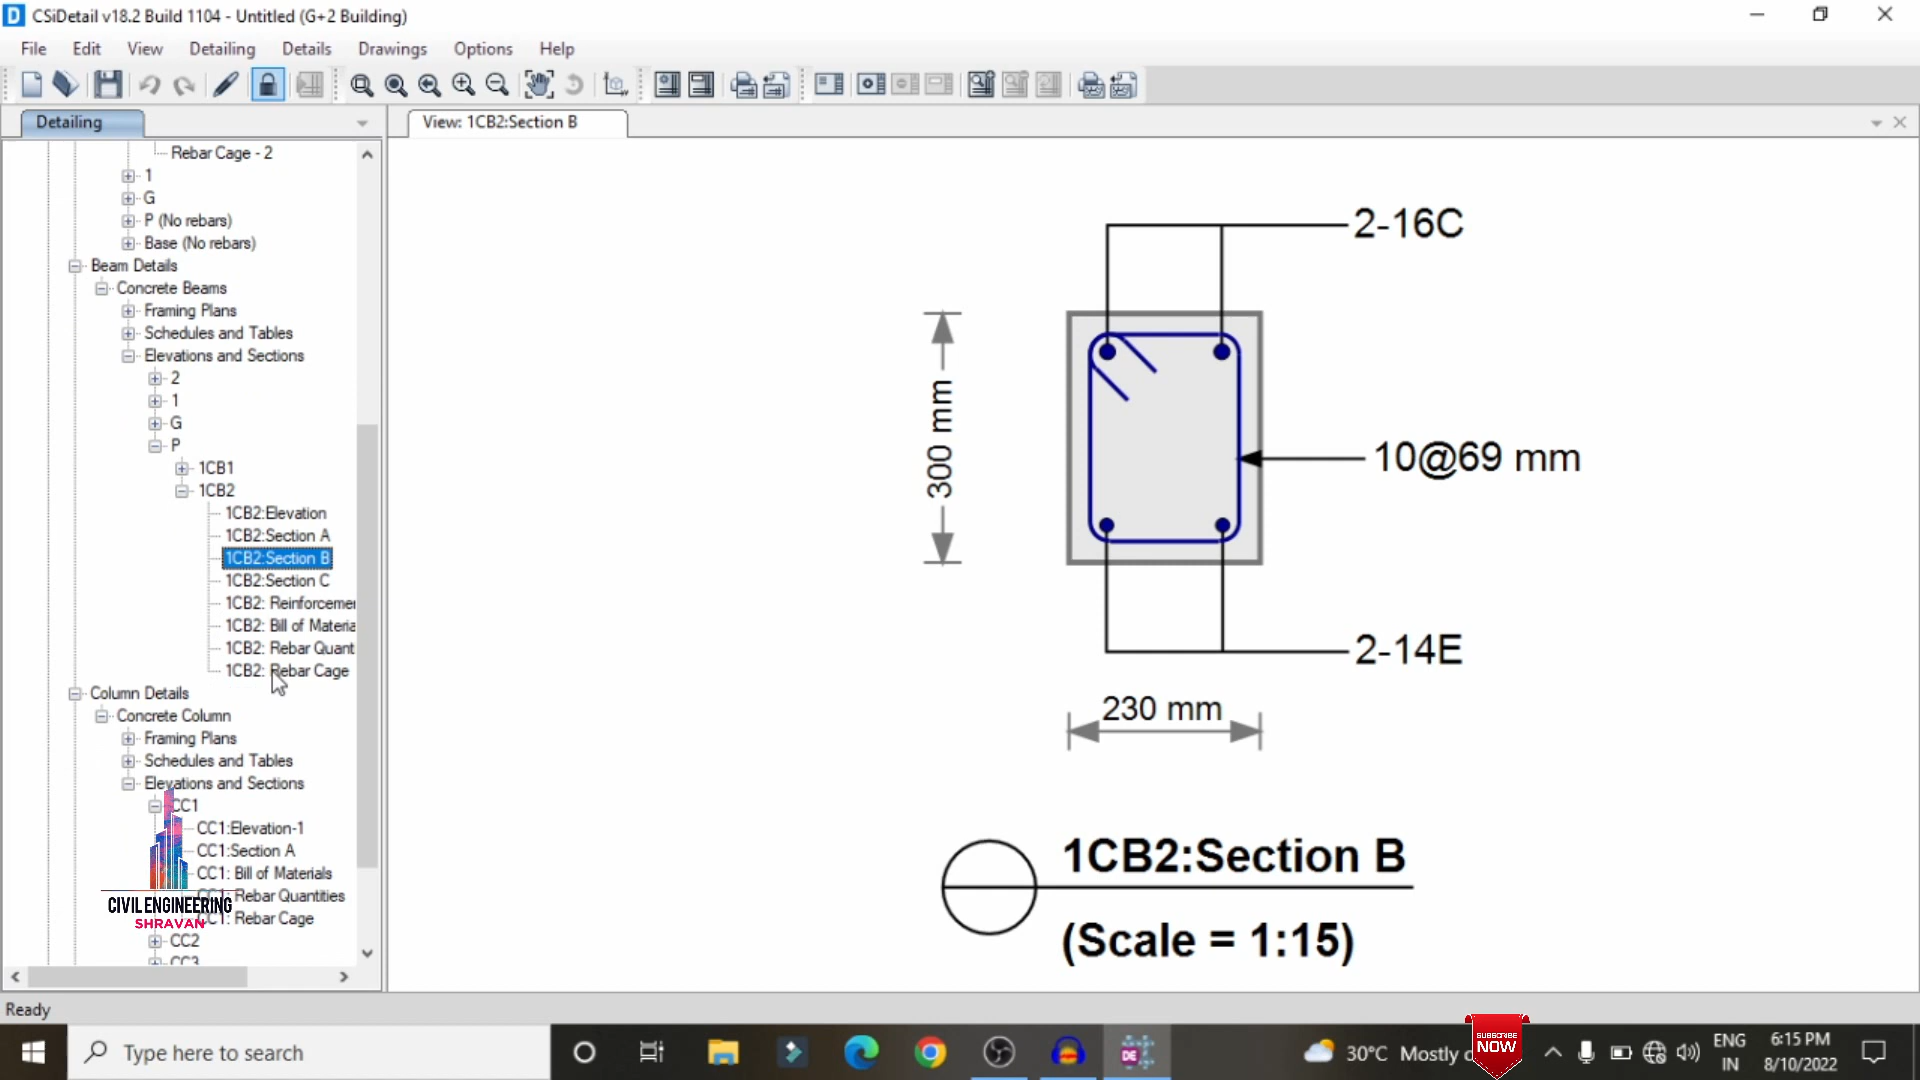 CSiDetail v18.2 Build 1104 - Untitled (G+2 Building)
File Edit View Detailing Details Drawings Options Help
Detailing
View: 1CB2:Section B
Rebar Cage - 2
1
G
P (No rebars)
Base (No rebars)
Beam Details
Concrete Beams
Framing Plans
Schedules and Tables
Elevations and Sections
2
1
G
P
1CB1
1CB2
1CB2:Elevation
1CB2:Section A
1CB2:Section B
1CB2:Section C
1CB2: Reinforcemer
1CB2: Bill of Materia
1CB2: Rebar Quant
1CB2: Rebar Cage
Column Details
Concrete Column
Framing Plans
Schedules and Tables
Elevations and Sections
CC1
CC1:Elevation-1
CC1:Section A
CC1: Bill of Materials
CC1: Rebar Quantities
CC1: Rebar Cage
CC2
CC3
CIVIL ENGINEERING
SHRAVAN
2-16C
300 mm
10@69 mm
2-14E
230 mm
1CB2:Section B
(Scale = 1:15)
Ready
Type here to search
DE
30°C Mostly c
SUBSCRIBE
NOW
ENG
IN
6:15 PM
8/10/2022